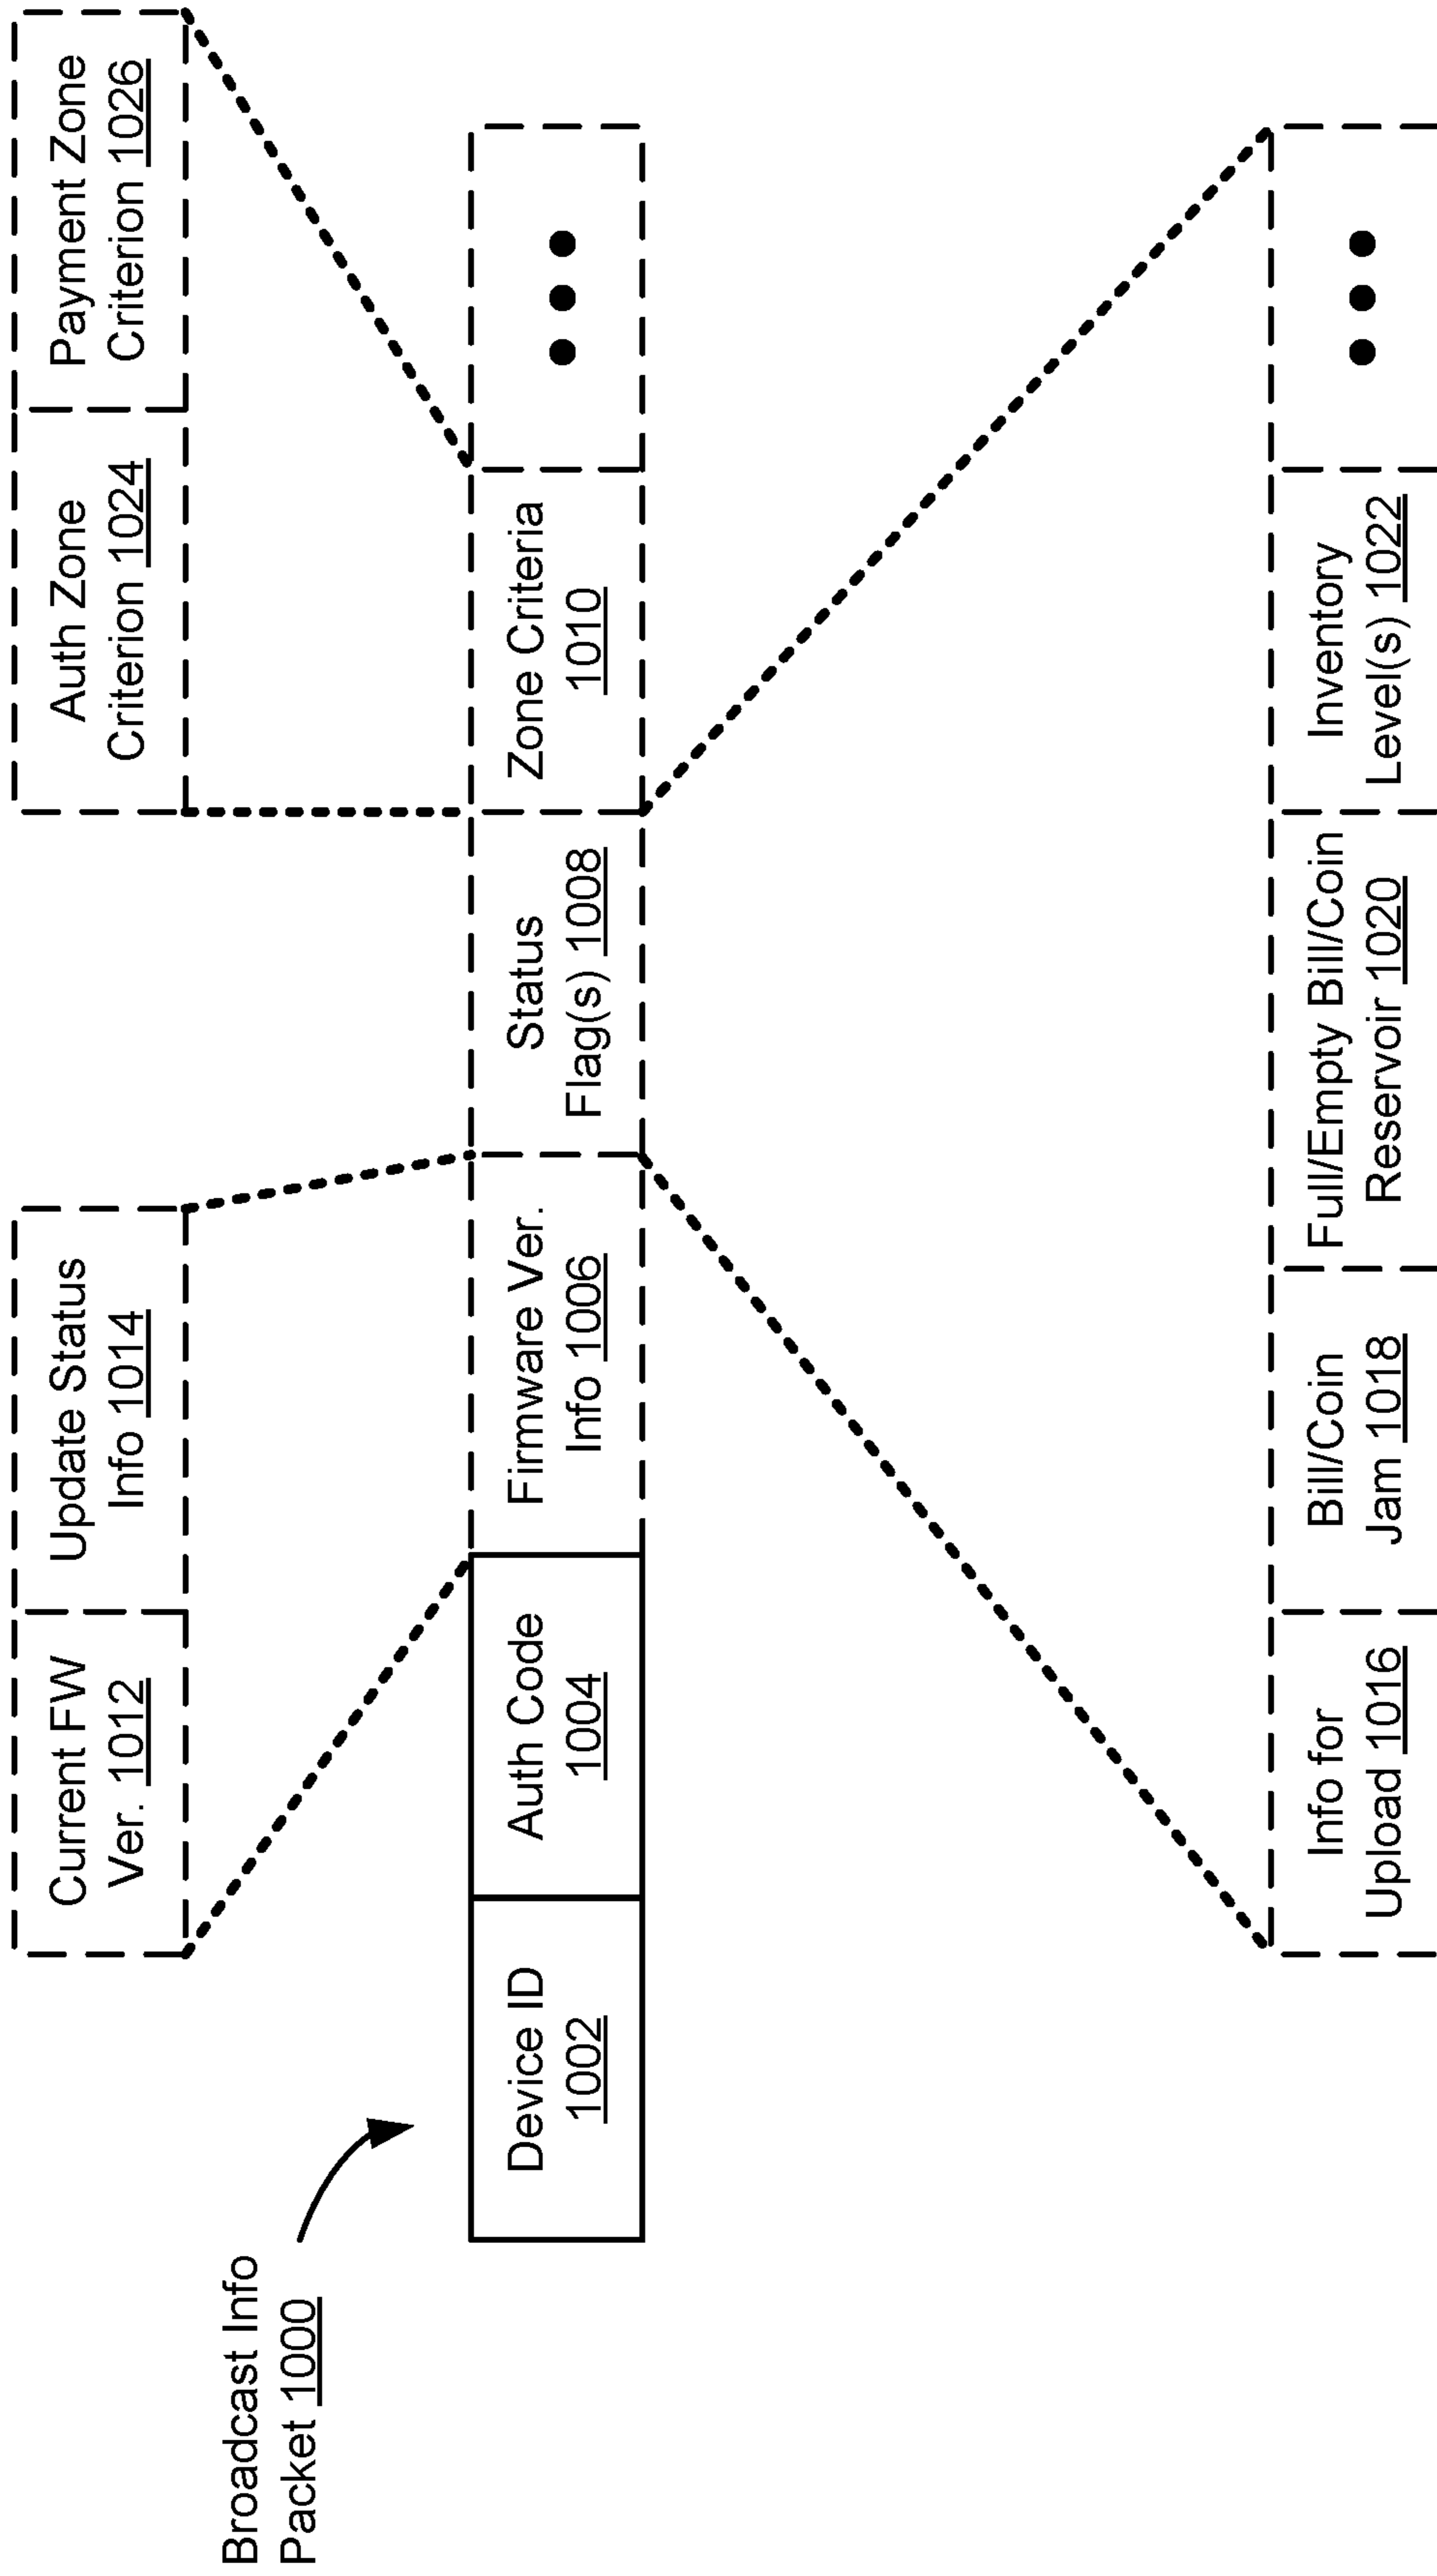 Current FW
Ver. 1012
Update Status
Info 1014
Auth Zone
Criterion 1024
Payment Zone
Criterion 1026
Broadcast Info
Packet 1000
Device ID
1002
Auth Code
1004
Firmware Ver.
Info 1006
Status
Flag(s) 1008
Zone Criteria
1010
Info for
Upload 1016
Bill/Coin
Jam 1018
Full/Empty Bill/Coin
Reservoir 1020
Inventory
Level(s) 1022